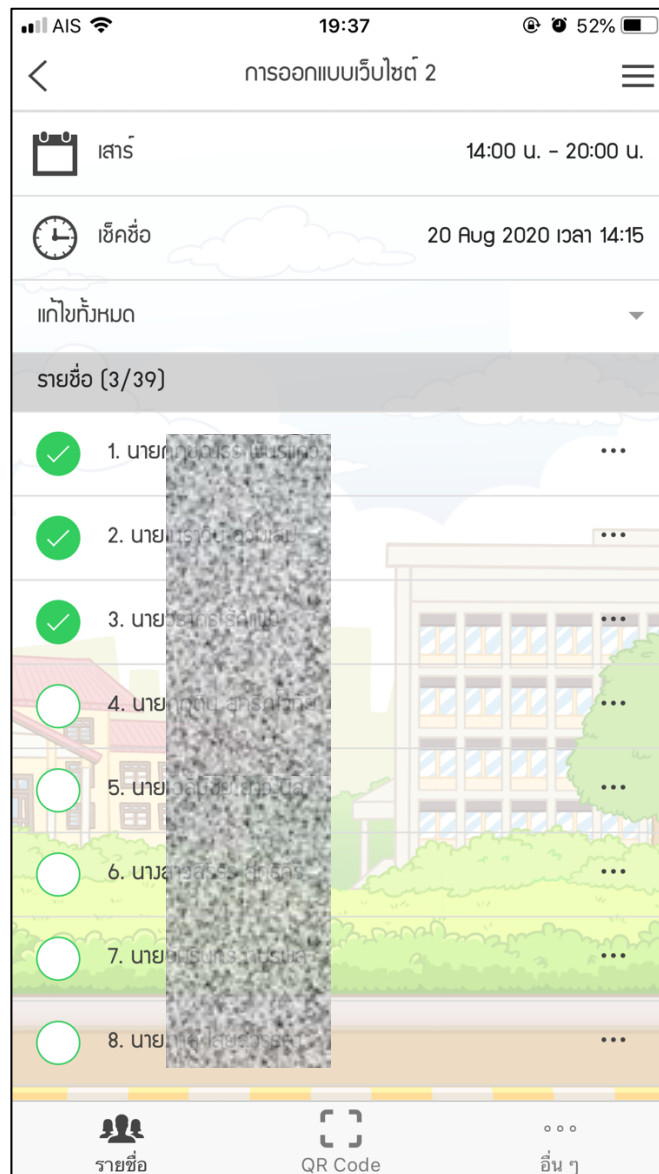 AIS 19:37 52%
การออกแบบเว็บไซต์ 2
เสาร์ 14:00 น. - 20:00 น.
เช็คชื่อ 20 Aug 2020 เวลา 14:15
แก้ไขทั้งหมด
รายชื่อ (3/39)
1. นาย
2. นาย
3. นาย
4. นาย
5. นาย
6. นางสาว
7. นาย
8. นาย
รายชื่อ QR Code อื่น ๆ